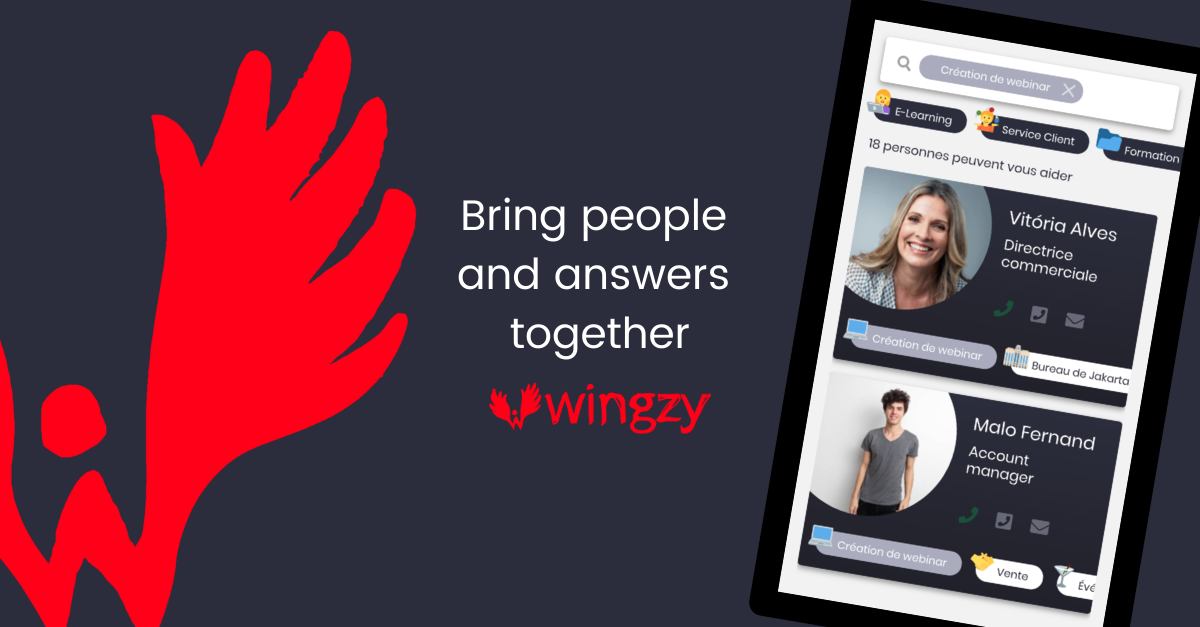 Bring people
and answers
together
wingzy
Création de webinar
E-Learning
Service Client
Formation
18 personnes peuvent vous aider
Vitória Alves
Directrice
commerciale
Création de webinar
Bureau de Jakarta
Malo Fernand
Account
manager
Création de webinar
Vente
Évé